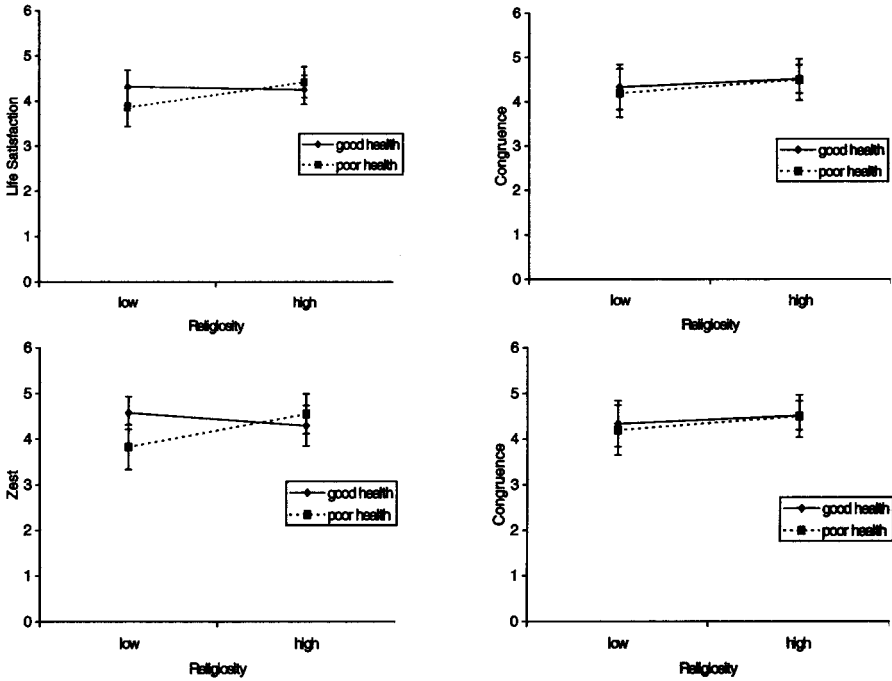 6
5
4
3
2
1
0
Life Satisfaction
good health
poor health
low
high
Religiosity
6
5
4
3
2
1
0
Congruence
good health
poor health
low
high
Religiosity
6
5
4
3
2
1
0
Zest
good health
poor health
low
high
Religiosity
6
5
4
3
2
1
0
Congruence
good health
poor health
low
high
Religiosity